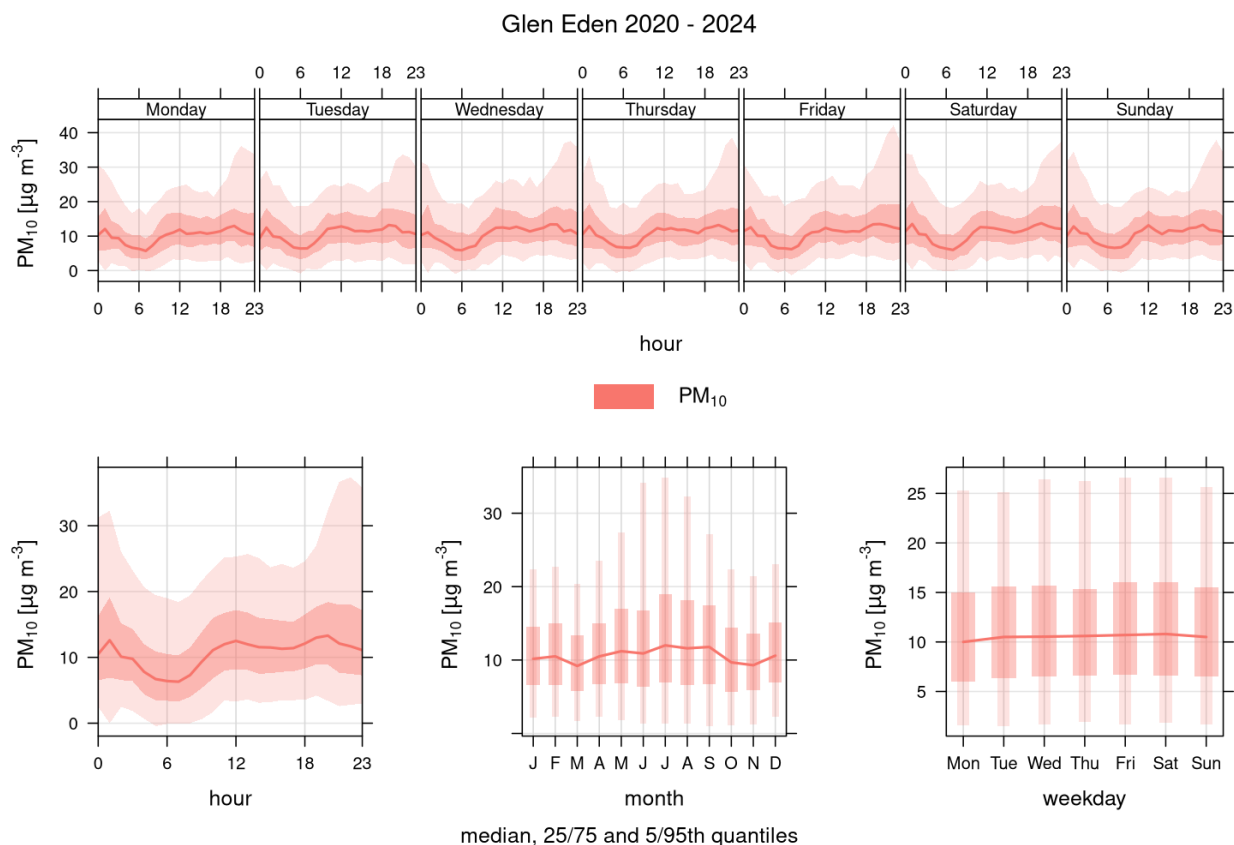 Glen Eden 2020 - 2024
0 6 12 18 23 0 6 12 18 23 0 6 12 18 23
Monday Tuesday Wednesday Thursday Friday Saturday Sunday
PM₁₀ [µg m⁻³]
40
30
20
10
0
0 6 12 18 23 0 6 12 18 23 0 6 12 18 23 0 6 12 18 23
hour
PM₁₀
PM₁₀ [µg m⁻³]
30
20
10
0
0 6 12 18 23
hour
PM₁₀ [µg m⁻³]
30
20
10
J F M A M J J A S O N D
month
PM₁₀ [µg m⁻³]
25
20
15
10
5
Mon Tue Wed Thu Fri Sat Sun
weekday
median, 25/75 and 5/95th quantiles